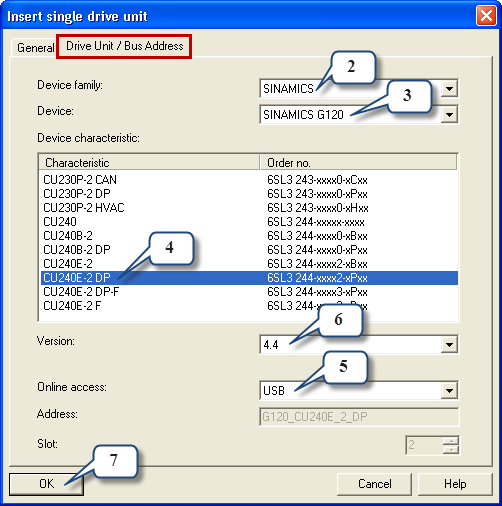 Insert single drive unit
General Drive Unit / Bus Address
2
Device family: SINAMICS
3
Device: SINAMICS G120
Device characteristic:
Characteristic Order no.
CU230P-2 CAN 6SL3 243-xxxx0-xCxx
CU230P-2 DP 6SL3 243-xxxx0-xPxx
CU230P-2 HVAC 6SL3 243-xxxx0-xHxx
CU240 6SL3 244-xxxxx-xxxx
CU240B-2 6SL3 244-xxxx0-xBxx
CU240B-2 DP 6SL3 244-xxxx0-xPxx
4
CU240E-2 6SL3 244-xxxx2-xBxx
CU240E-2 DP 6SL3 244-xxxx2-xPxx
CU240E-2 DP-F 6SL3 244-xxxx3-xPxx
CU240E-2 F
6
Version: 4.4
5
Online access: USB
Address: G120_CU240E_2_DP
Slot: 2
7
OK Cancel Help